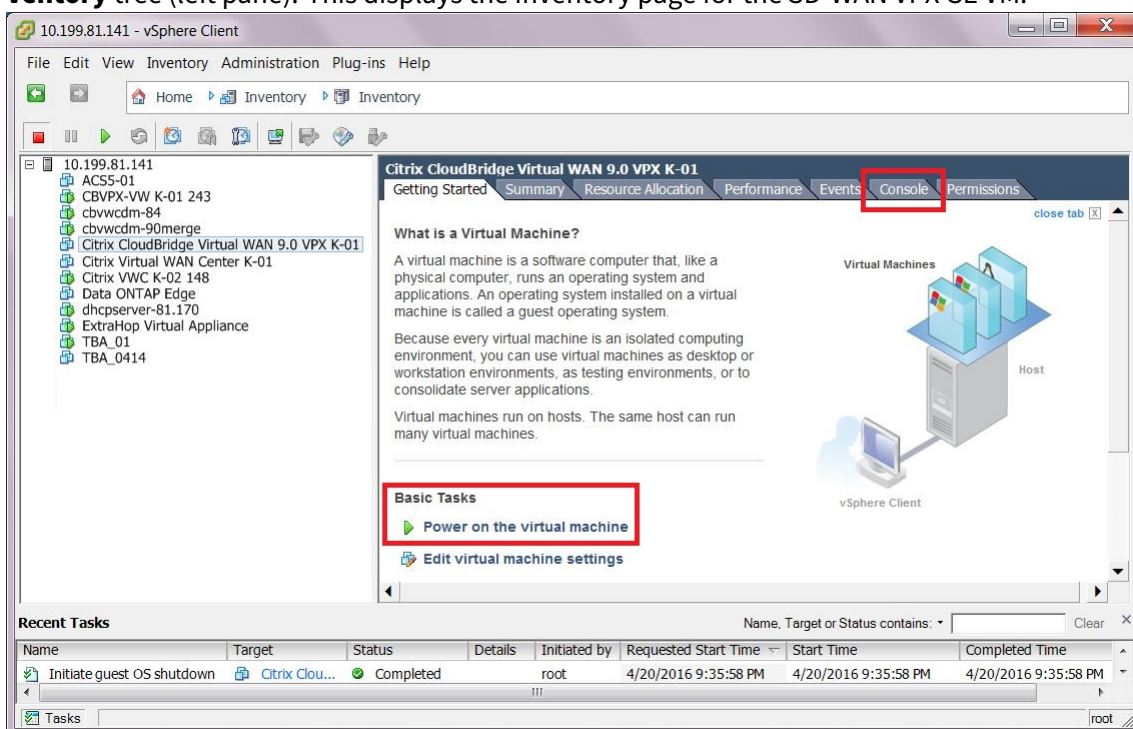 ventory tree (left pane). This displays the Inventory page for the SD-WAN VPX-SE VM.
10.199.81.141 - vSphere Client
File Edit View Inventory Administration Plug-ins Help
Home Inventory Inventory
10.199.81.141
ACS5-01
CBVPX-VW K-01 243
cbvwcdm-84
cbvwcdm-90merge
Citrix CloudBridge Virtual WAN 9.0 VPX K-01
Citrix Virtual WAN Center K-01
Citrix VWC K-02 148
Data ONTAP Edge
dhcpserver-81.170
ExtraHop Virtual Appliance
TBA_01
TBA_0414
Citrix CloudBridge Virtual WAN 9.0 VPX K-01
Getting Started Summary Resource Allocation Performance Events Console Permissions
close tab X
What is a Virtual Machine?
A virtual machine is a software computer that, like a
physical computer, runs an operating system and
applications. An operating system installed on a virtual
machine is called a guest operating system.
Because every virtual machine is an isolated computing
environment, you can use virtual machines as desktop or
workstation environments, as testing environments, or to
consolidate server applications.
Virtual machines run on hosts. The same host can run
many virtual machines.
Virtual Machines
Host
vSphere Client
Basic Tasks
Power on the virtual machine
Edit virtual machine settings
Recent Tasks Name, Target or Status contains: Clear
Name Target Status Details Initiated by Requested Start Time Start Time Completed Time
Initiate guest OS shutdown Citrix Clou... Completed root 4/20/2016 9:35:58 PM 4/20/2016 9:35:58 PM 4/20/2016 9:35:58 PM
Tasks root